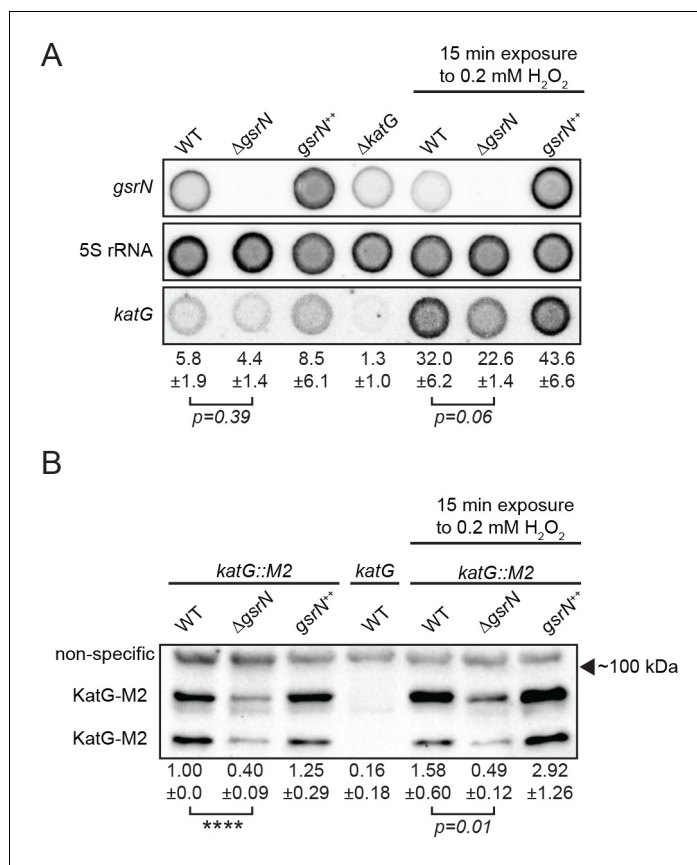 A
15 min exposure
to 0.2 mM H₂O₂
WT ΔgsrN gsrN⁺⁺ ΔkatG WT ΔgsrN gsrN⁺⁺
gsrN
5S rRNA
katG
5.8 4.4 8.5 1.3 32.0 22.6 43.6
±1.9 ±1.4 ±6.1 ±1.0 ±6.2 ±1.4 ±6.6
p=0.39 p=0.06
B
15 min exposure
to 0.2 mM H₂O₂
katG::M2 katG katG::M2
WT ΔgsrN gsrN⁺⁺ WT WT ΔgsrN gsrN⁺⁺
non-specific
~100 kDa
KatG-M2
KatG-M2
1.00 0.40 1.25 0.16 1.58 0.49 2.92
±0.0 ±0.09 ±0.29 ±0.18 ±0.60 ±0.12 ±1.26
**** p=0.01